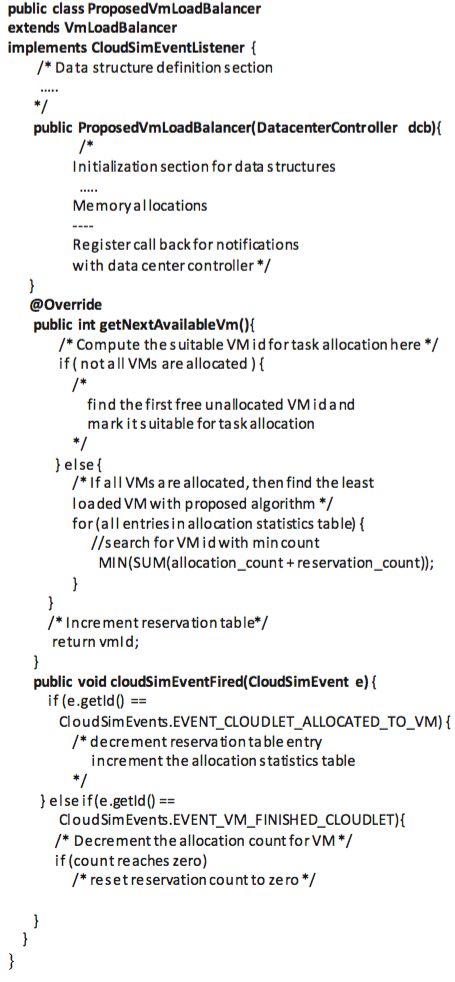 public class ProposedVmLoadBalancer
extends VmLoadBalancer
implements CloudSimEventListener {
/* Data structure definition section
.....
*/
public ProposedVmLoadBalancer(DatacenterController dcb){
/*
Initialization section for data structures
.....
Memory allocations
----
Register call back for notifications
with data center controller */
}
@Override
public int getNextAvailableVm(){
/* Compute the suitable VM id for task allocation here */
if ( not all VMs are allocated ) {
/*
find the first free unallocated VM id and
mark it suitable for task allocation
*/
} else {
/* If all VMs are allocated, then find the least
loaded VM with proposed algorithm */
for (all entries in allocation statistics table) {
//search for VM id with min count
MIN(SUM(allocation_count + reservation_count));
}
}
/* Increment reservation table*/
return vmId;
}
public void cloudSimEventFired(CloudSimEvent e) {
if (e.getId() ==
CloudSimEvents.EVENT_CLOUDLET_ALLOCATED_TO_VM) {
/* decrement reservation table entry
increment the allocation statistics table
*/
} else if (e.getId() ==
CloudSimEvents.EVENT_VM_FINISHED_CLOUDLET){
/* Decrement the allocation count for VM */
if (count reaches zero)
/* reset reservation count to zero */
}
}
}